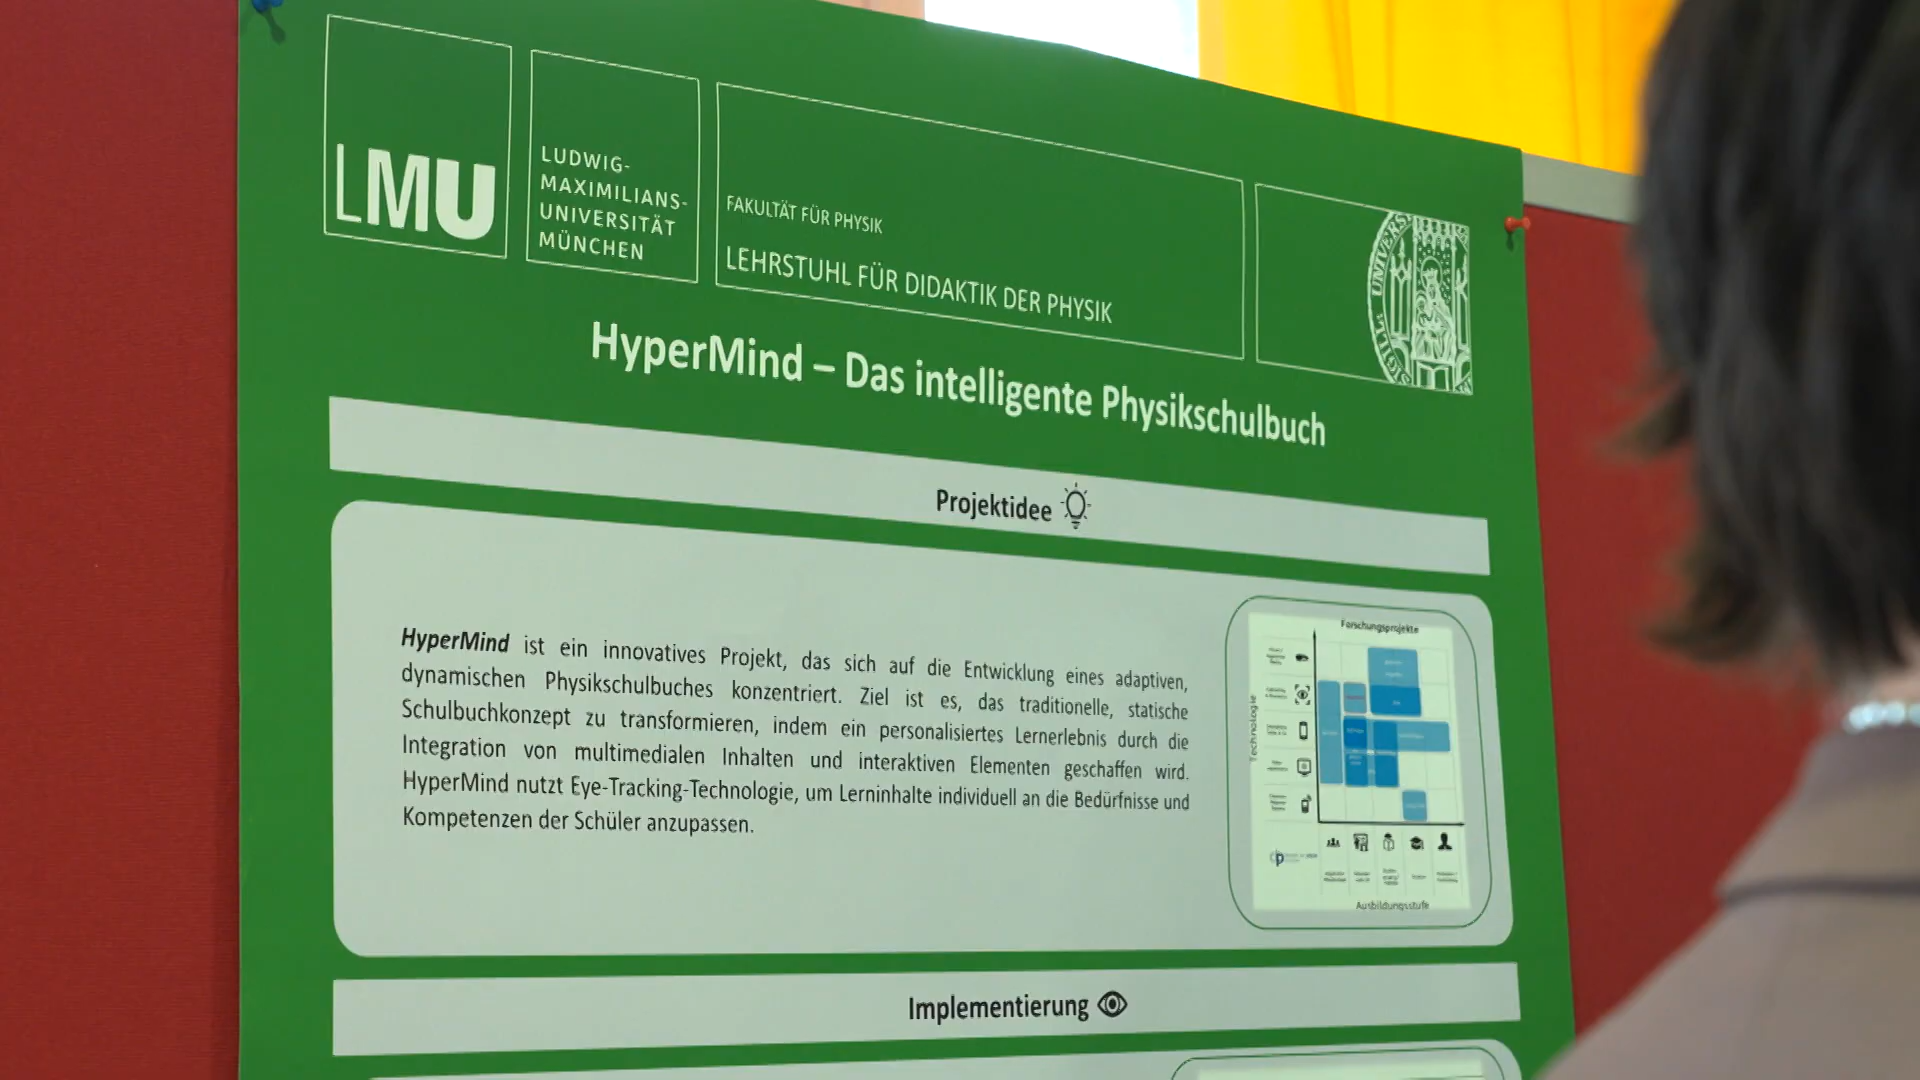 LMU
LUDWIG-
MAXIMILIANS-
UNIVERSITÄT
MÜNCHEN
FAKULTÄT FÜR PHYSIK
LEHRSTUHL FÜR DIDAKTIK DER PHYSIK
HyperMind – Das intelligente Physikschulbuch
Projektidee
HyperMind ist ein innovatives Projekt, das sich auf die Entwicklung eines adaptiven,
dynamischen Physikschulbuches konzentriert. Ziel ist es, das traditionelle, statische
Schulbuchkonzept zu transformieren, indem ein personalisiertes Lernerlebnis durch die
Integration von multimedialen Inhalten und interaktiven Elementen geschaffen wird.
HyperMind nutzt Eye-Tracking-Technologie, um Lerninhalte individuell an die Bedürfnisse und
Kompetenzen der Schüler anzupassen.
Forschungsprojekte
Technologie
Ausbildungsstufe
Implementierung